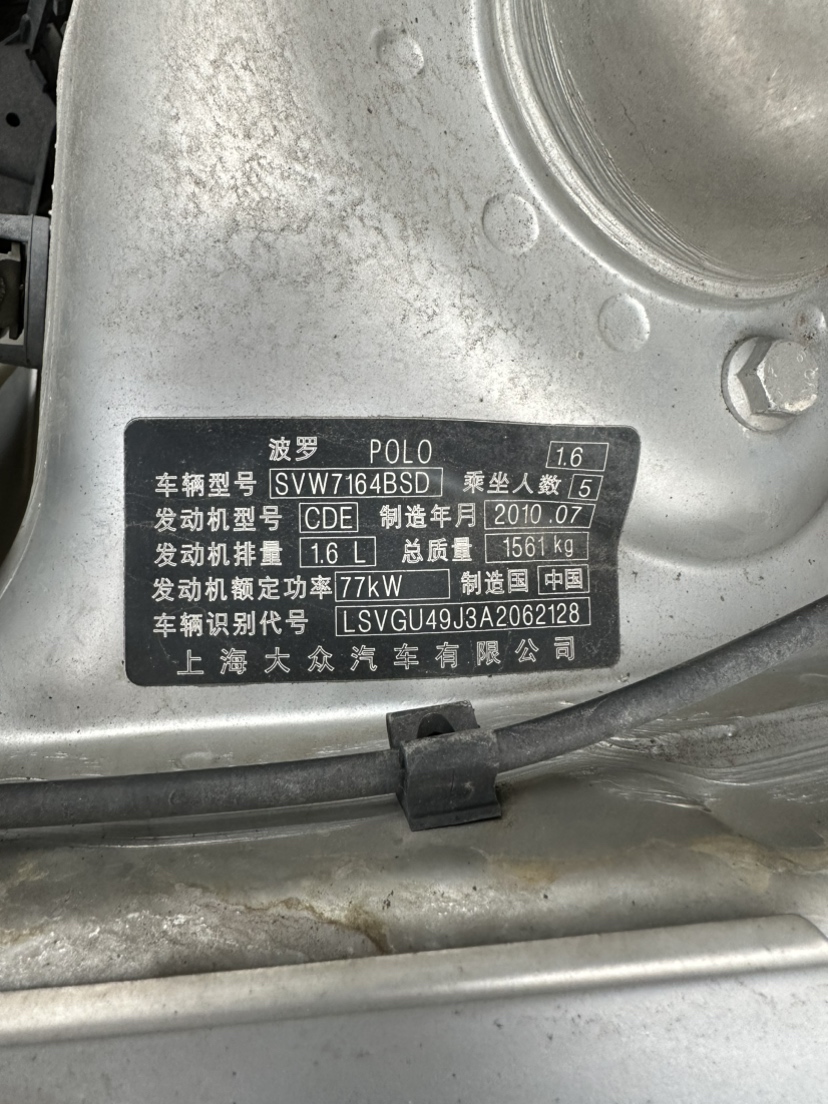 波罗 POLO 1.6
车辆型号 SVW7164BSD 乘坐人数 5
发动机型号 CDE 制造年月 2010.07
发动机排量 1.6 L 总质量 1561 kg
发动机额定功率 77kW 制造国 中国
车辆识别代号 LSVGU49J3A2062128
上海大众汽车有限公司